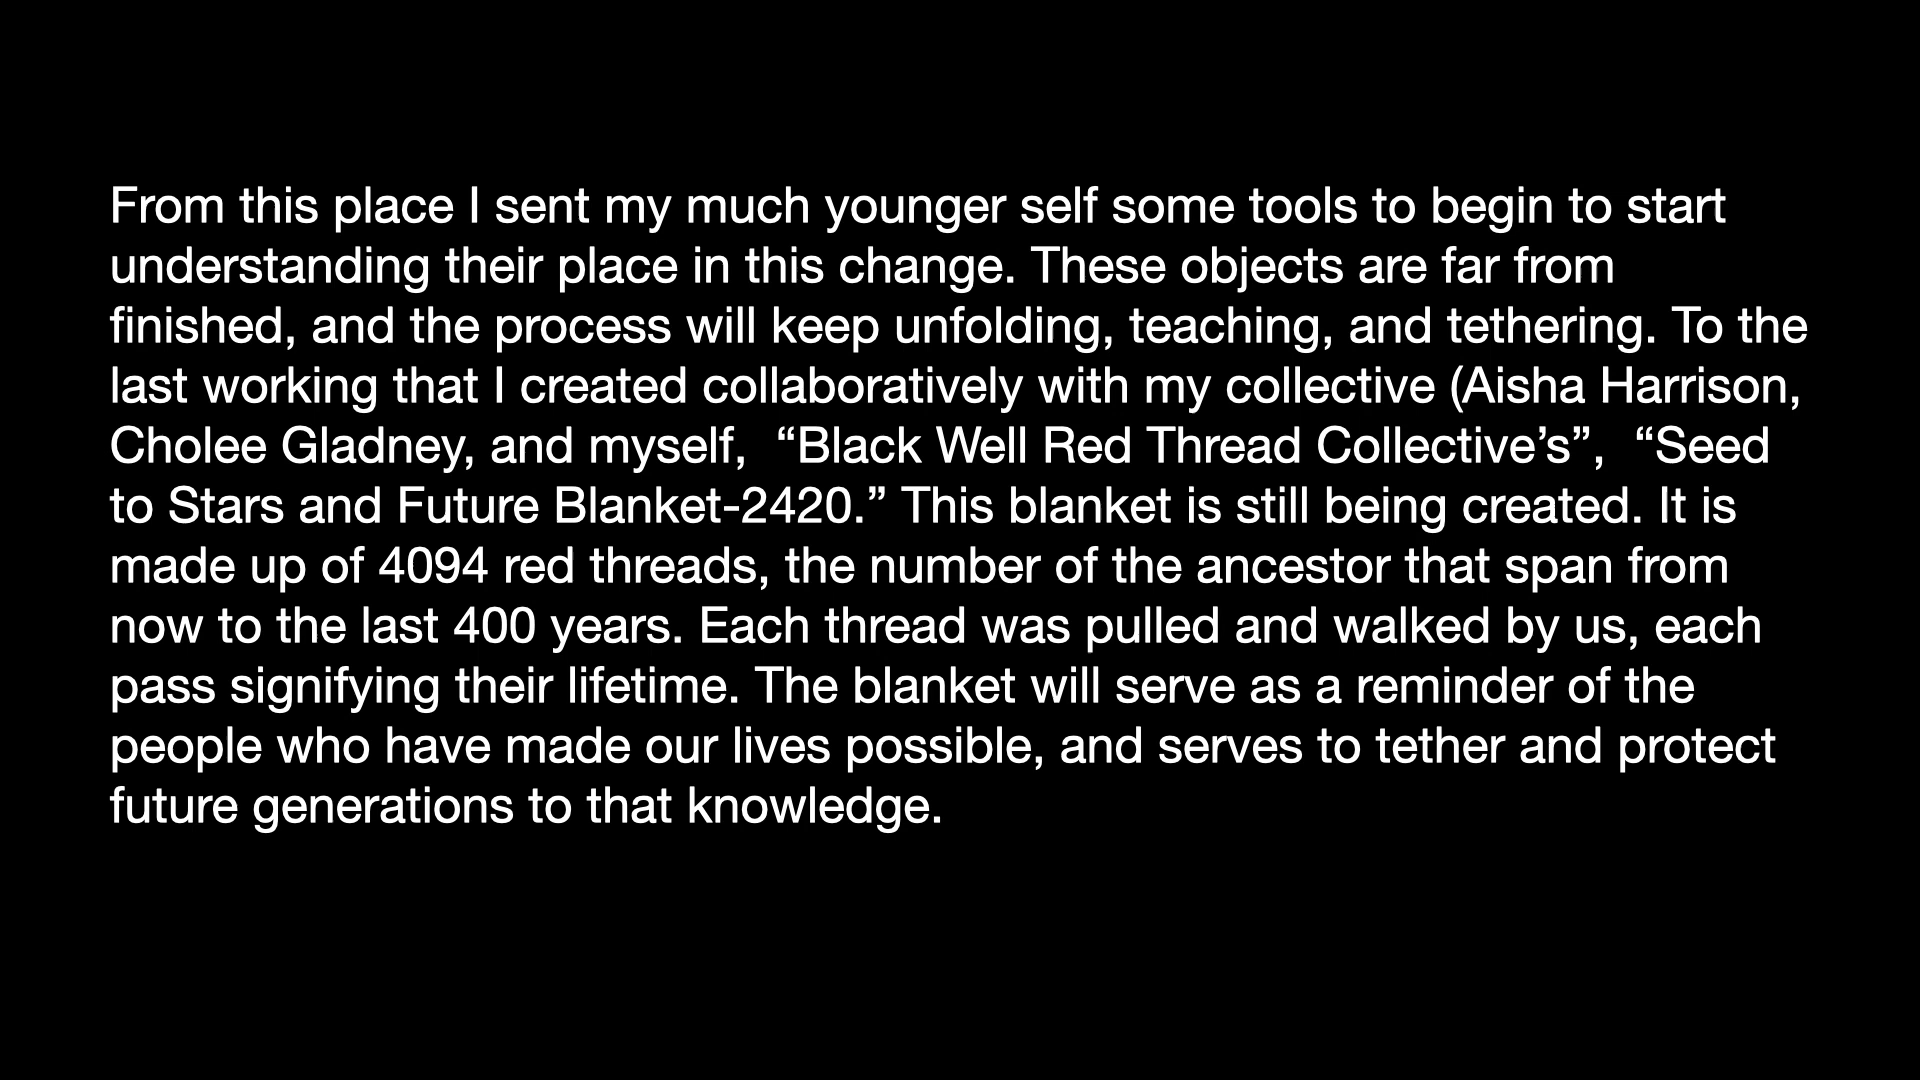 From this place I sent my much younger self some tools to begin to start
understanding their place in this change. These objects are far from
finished, and the process will keep unfolding, teaching, and tethering. To the
last working that I created collaboratively with my collective (Aisha Harrison,
Cholee Gladney, and myself,  “Black Well Red Thread Collective’s”,  “Seed
to Stars and Future Blanket-2420.” This blanket is still being created. It is
made up of 4094 red threads, the number of the ancestor that span from
now to the last 400 years. Each thread was pulled and walked by us, each
pass signifying their lifetime. The blanket will serve as a reminder of the
people who have made our lives possible, and serves to tether and protect
future generations to that knowledge.